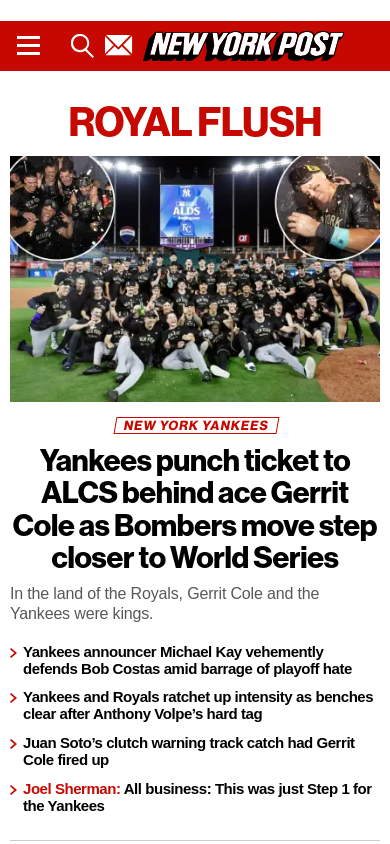 NEW YORK POST
ROYAL FLUSH
ALDS
NEW YORK YANKEES
Yankees punch ticket to
ALCS behind ace Gerrit
Cole as Bombers move step
closer to World Series
In the land of the Royals, Gerrit Cole and the
Yankees were kings.
Yankees announcer Michael Kay vehemently
defends Bob Costas amid barrage of playoff hate
Yankees and Royals ratchet up intensity as benches
clear after Anthony Volpe’s hard tag
Juan Soto’s clutch warning track catch had Gerrit
Cole fired up
Joel Sherman: All business: This was just Step 1 for
the Yankees